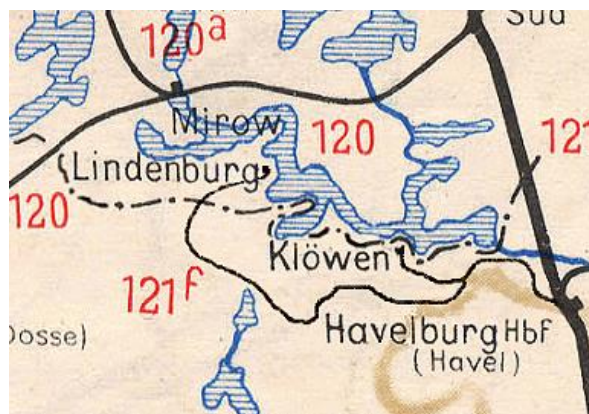 Süd
120a
Mirow
120
121
Lindenburg
120
Klöwen
121f
Havelburg Hbf
(Havel)
Dosse)